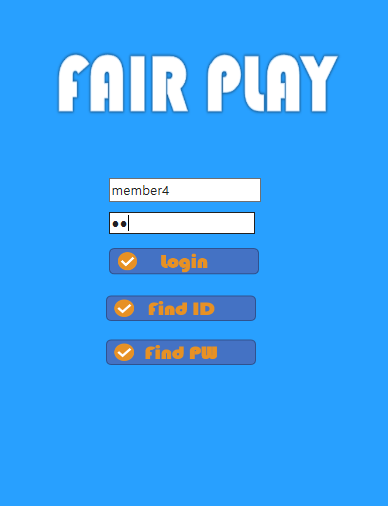 FAIR PLAY
member4
●●
Login
Find ID
Find PW